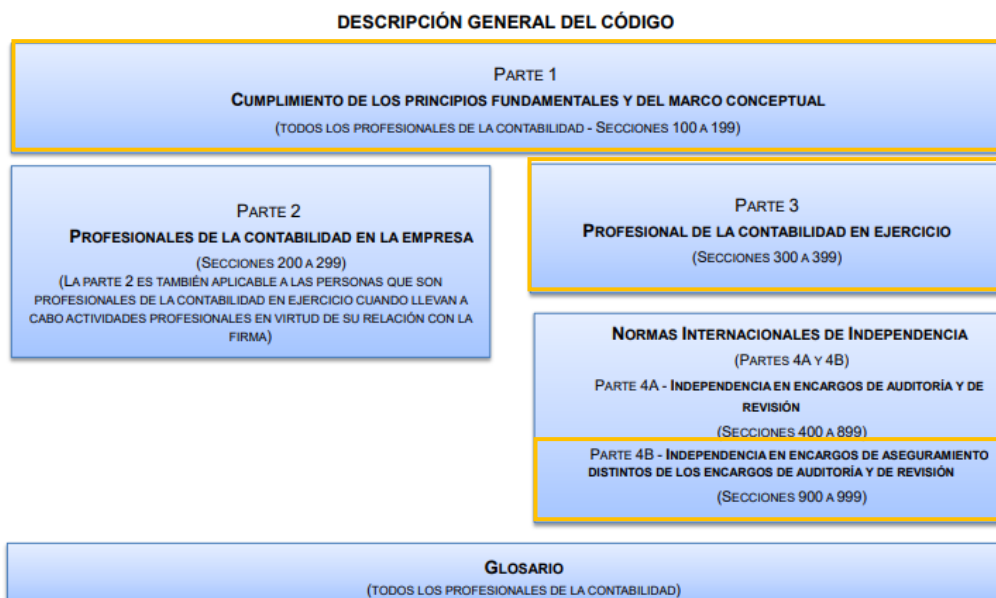 DESCRIPCIÓN GENERAL DEL CÓDIGO
PARTE 1
CUMPLIMIENTO DE LOS PRINCIPIOS FUNDAMENTALES Y DEL MARCO CONCEPTUAL
(TODOS LOS PROFESIONALES DE LA CONTABILIDAD - SECCIONES 100 A 199)
PARTE 2
PROFESIONALES DE LA CONTABILIDAD EN LA EMPRESA
(SECCIONES 200 A 299)
(LA PARTE 2 ES TAMBIÉN APLICABLE A LAS PERSONAS QUE SON
PROFESIONALES DE LA CONTABILIDAD EN EJERCICIO CUANDO LLEVAN A
CABO ACTIVIDADES PROFESIONALES EN VIRTUD DE SU RELACIÓN CON LA
FIRMA)
PARTE 3
PROFESIONAL DE LA CONTABILIDAD EN EJERCICIO
(SECCIONES 300 A 399)
NORMAS INTERNACIONALES DE INDEPENDENCIA
(PARTES 4A Y 4B)
PARTE 4A - INDEPENDENCIA EN ENCARGOS DE AUDITORÍA Y DE
REVISIÓN
(SECCIONES 400 A 899)
PARTE 4B - INDEPENDENCIA EN ENCARGOS DE ASEGURAMIENTO
DISTINTOS DE LOS ENCARGOS DE AUDITORÍA Y DE REVISIÓN
(SECCIONES 900 A 999)
GLOSARIO
(TODOS LOS PROFESIONALES DE LA CONTABILIDAD)